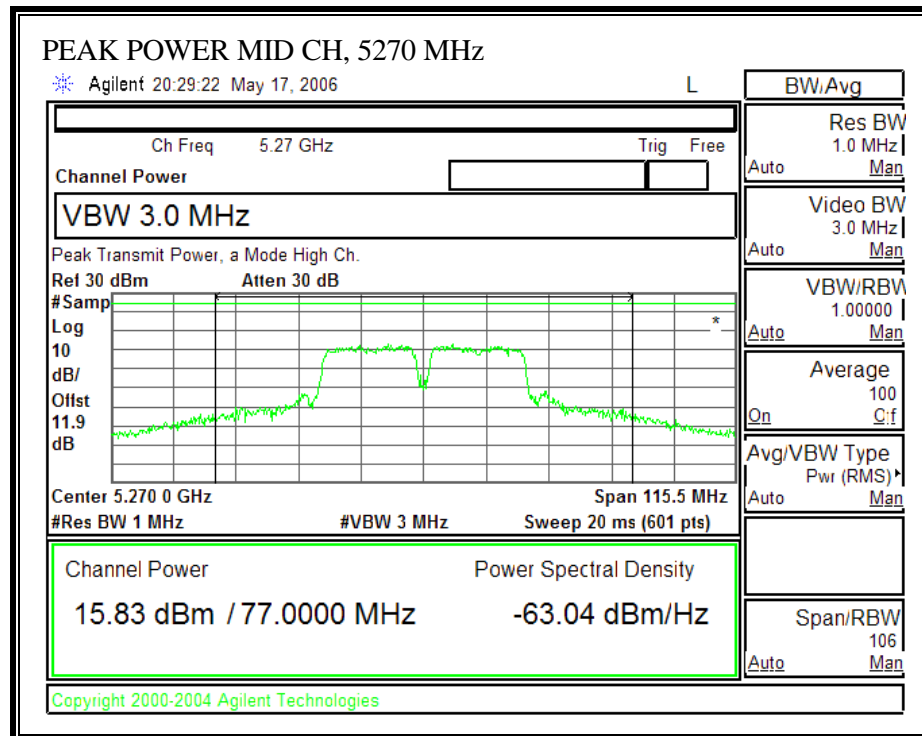 PEAK POWER MID CH, 5270 MHz
Agilent 20:29:22 May 17, 2006 L
BW/Avg
Ch Freq 5.27 GHz Trig Free
Channel Power
VBW 3.0 MHz
Peak Transmit Power, a Mode High Ch.
Ref 30 dBm Atten 30 dB
#Samp
Log
10
dB/
Offst
11.9
dB
*
Center 5.270 0 GHz Span 115.5 MHz
#Res BW 1 MHz #VBW 3 MHz Sweep 20 ms (601 pts)
Channel Power Power Spectral Density
15.83 dBm / 77.0000 MHz -63.04 dBm/Hz
Copyright 2000-2004 Agilent Technologies
Res BW
1.0 MHz
Auto Man
Video BW
3.0 MHz
Auto Man
VBW/RBW
1.00000
Auto Man
Average
100
On Off
Avg/VBW Type
Pwr (RMS)
Auto Man
Span/RBW
106
Auto Man